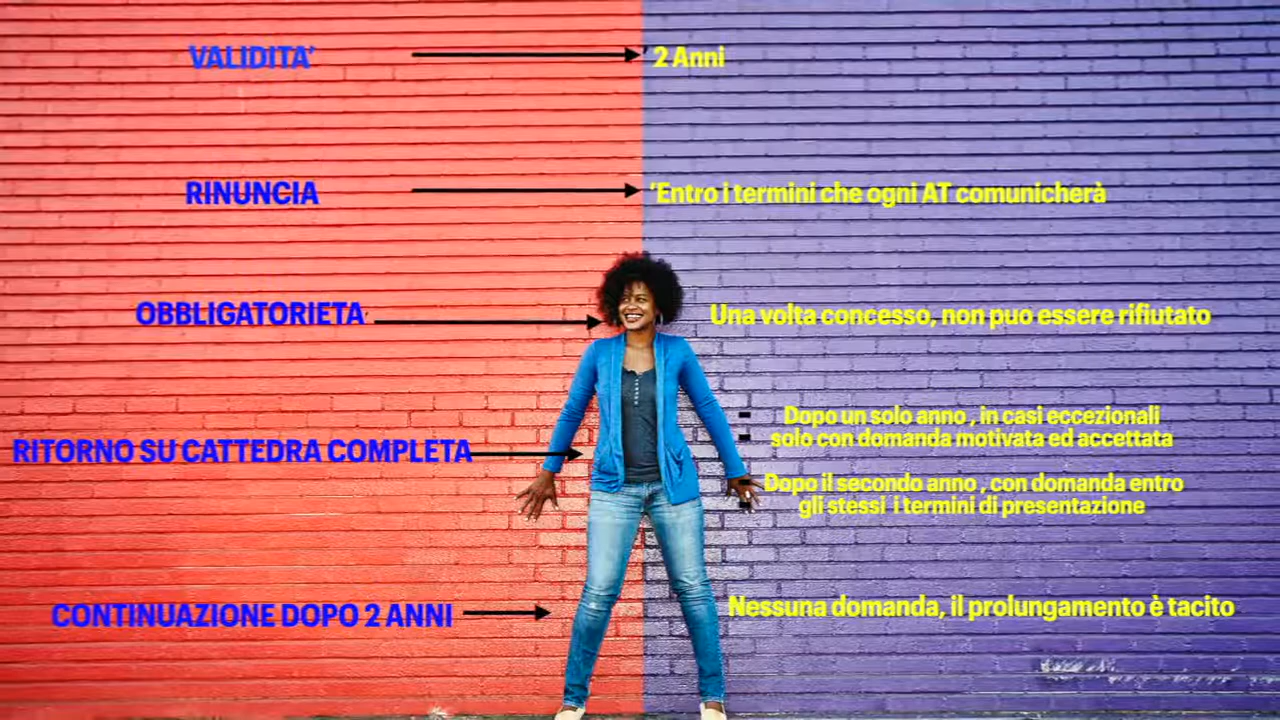 VALIDITA' ' 2 Anni
RINUNCIA 'Entro i termini che ogni AT comunicherà
OBBLIGATORIETA Una volta concesso, non puo essere rifiutato
RITORNO SU CATTEDRA COMPLETA
Dopo un solo anno , in casi eccezionali
solo con domanda motivata ed accettata
Dopo il secondo anno , con domanda entro
gli stessi i termini di presentazione
CONTINUAZIONE DOPO 2 ANNI Nessuna domanda, il prolungamento è tacito